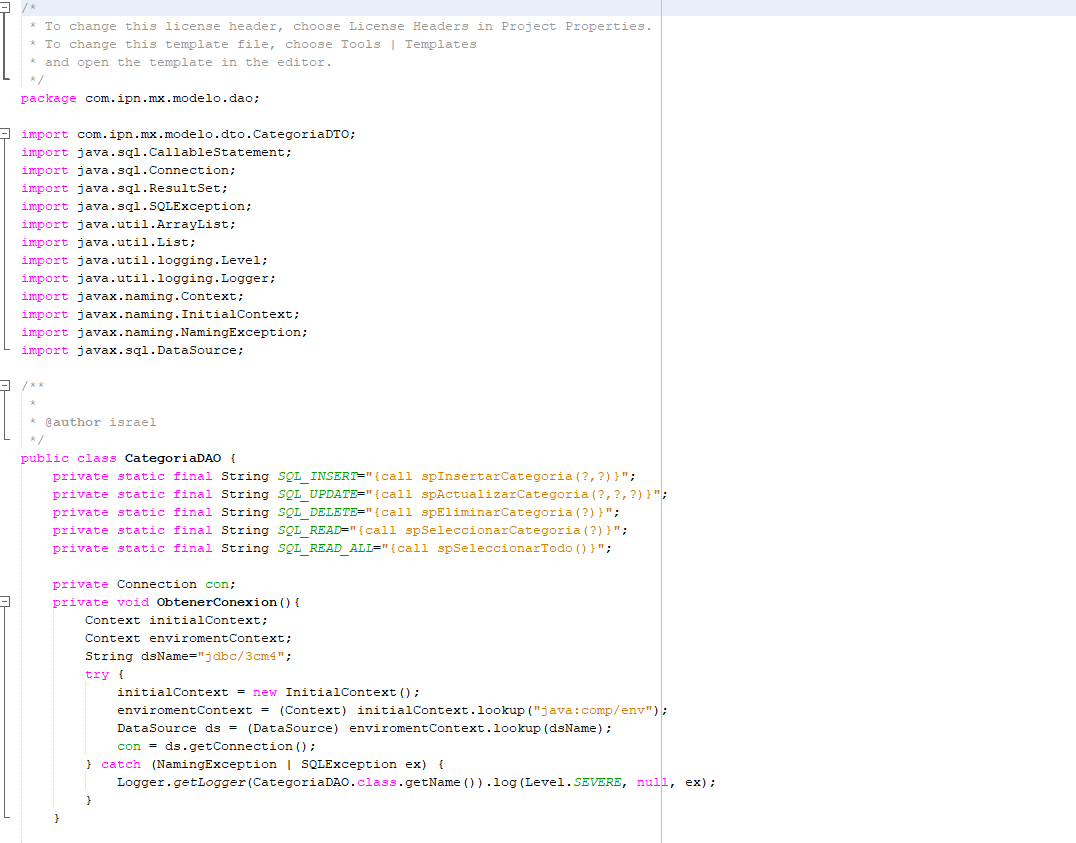 /*
 * To change this license header, choose License Headers in Project Properties.
 * To change this template file, choose Tools | Templates
 * and open the template in the editor.
 */
package com.ipn.mx.modelo.dao;

import com.ipn.mx.modelo.dto.CategoriaDTO;
import java.sql.CallableStatement;
import java.sql.Connection;
import java.sql.ResultSet;
import java.sql.SQLException;
import java.util.ArrayList;
import java.util.List;
import java.util.logging.Level;
import java.util.logging.Logger;
import javax.naming.Context;
import javax.naming.InitialContext;
import javax.naming.NamingException;
import javax.sql.DataSource;

/**
 *
 * @author israel
 */
public class CategoriaDAO {
    private static final String SQL_INSERT="{call spInsertarCategoria(?,?)}";
    private static final String SQL_UPDATE="{call spActualizarCategoria(?,?,?)}";
    private static final String SQL_DELETE="{call spEliminarCategoria(?)}";
    private static final String SQL_READ="{call spSeleccionarCategoria(?)}";
    private static final String SQL_READ_ALL="{call spSeleccionarTodo()}";

    private Connection con;
    private void ObtenerConexion(){
        Context initialContext;
        Context enviromentContext;
        String dsName="jdbc/3cm4";
        try {
            initialContext = new InitialContext();
            enviromentContext = (Context) initialContext.lookup("java:comp/env");
            DataSource ds = (DataSource) enviromentContext.lookup(dsName);
            con = ds.getConnection();
        } catch (NamingException | SQLException ex) {
            Logger.getLogger(CategoriaDAO.class.getName()).log(Level.SEVERE, null, ex);
        }
    }